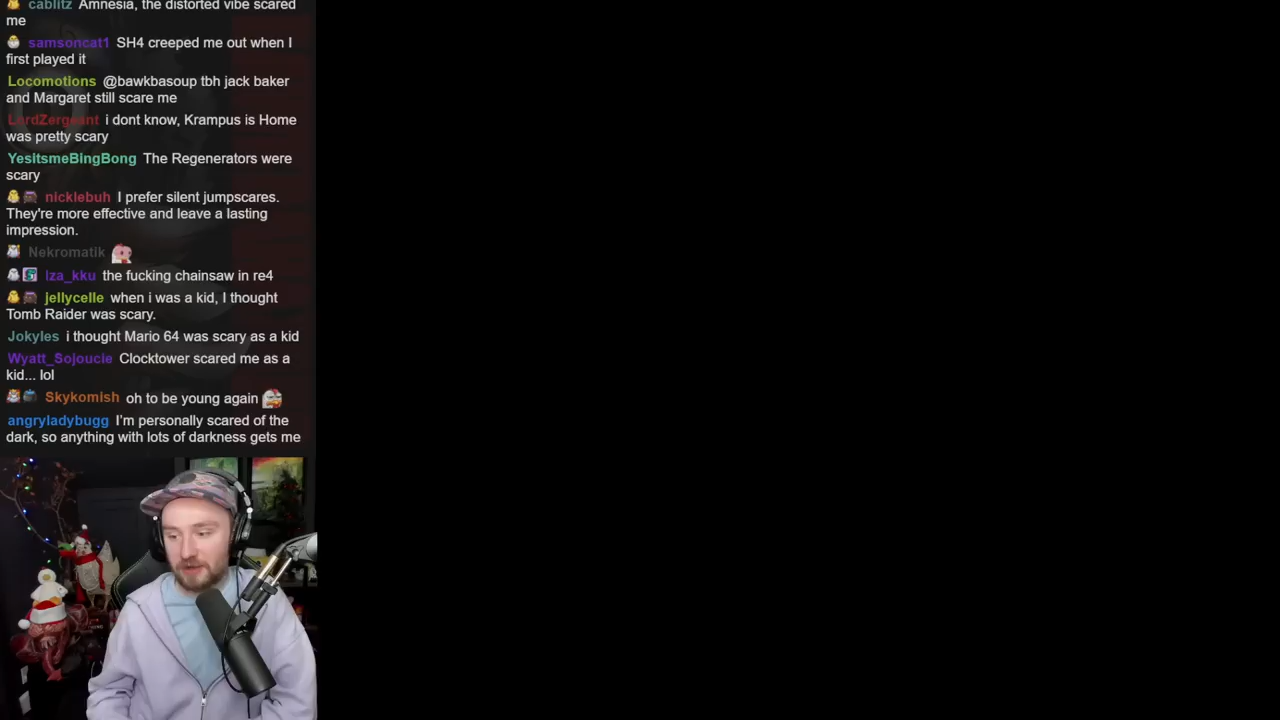 cablitz Amnesia, the distorted vibe scared
me
samsoncat1 SH4 creeped me out when I
first played it
Locomotions @bawkbasoup tbh jack baker
and Margaret still scare me
LordZergeant i dont know, Krampus is Home
was pretty scary
YesitsmeBingBong The Regenerators were
scary
nicklebuh I prefer silent jumpscares.
They're more effective and leave a lasting
impression.
Nekromatik
Iza_kku the fucking chainsaw in re4
jellycelle when i was a kid, I thought
Tomb Raider was scary.
Jokyles i thought Mario 64 was scary as a kid
Wyatt_Sojoucie Clocktower scared me as a
kid... lol
Skykomish oh to be young again
angryladybugg I'm personally scared of the
dark, so anything with lots of darkness gets me